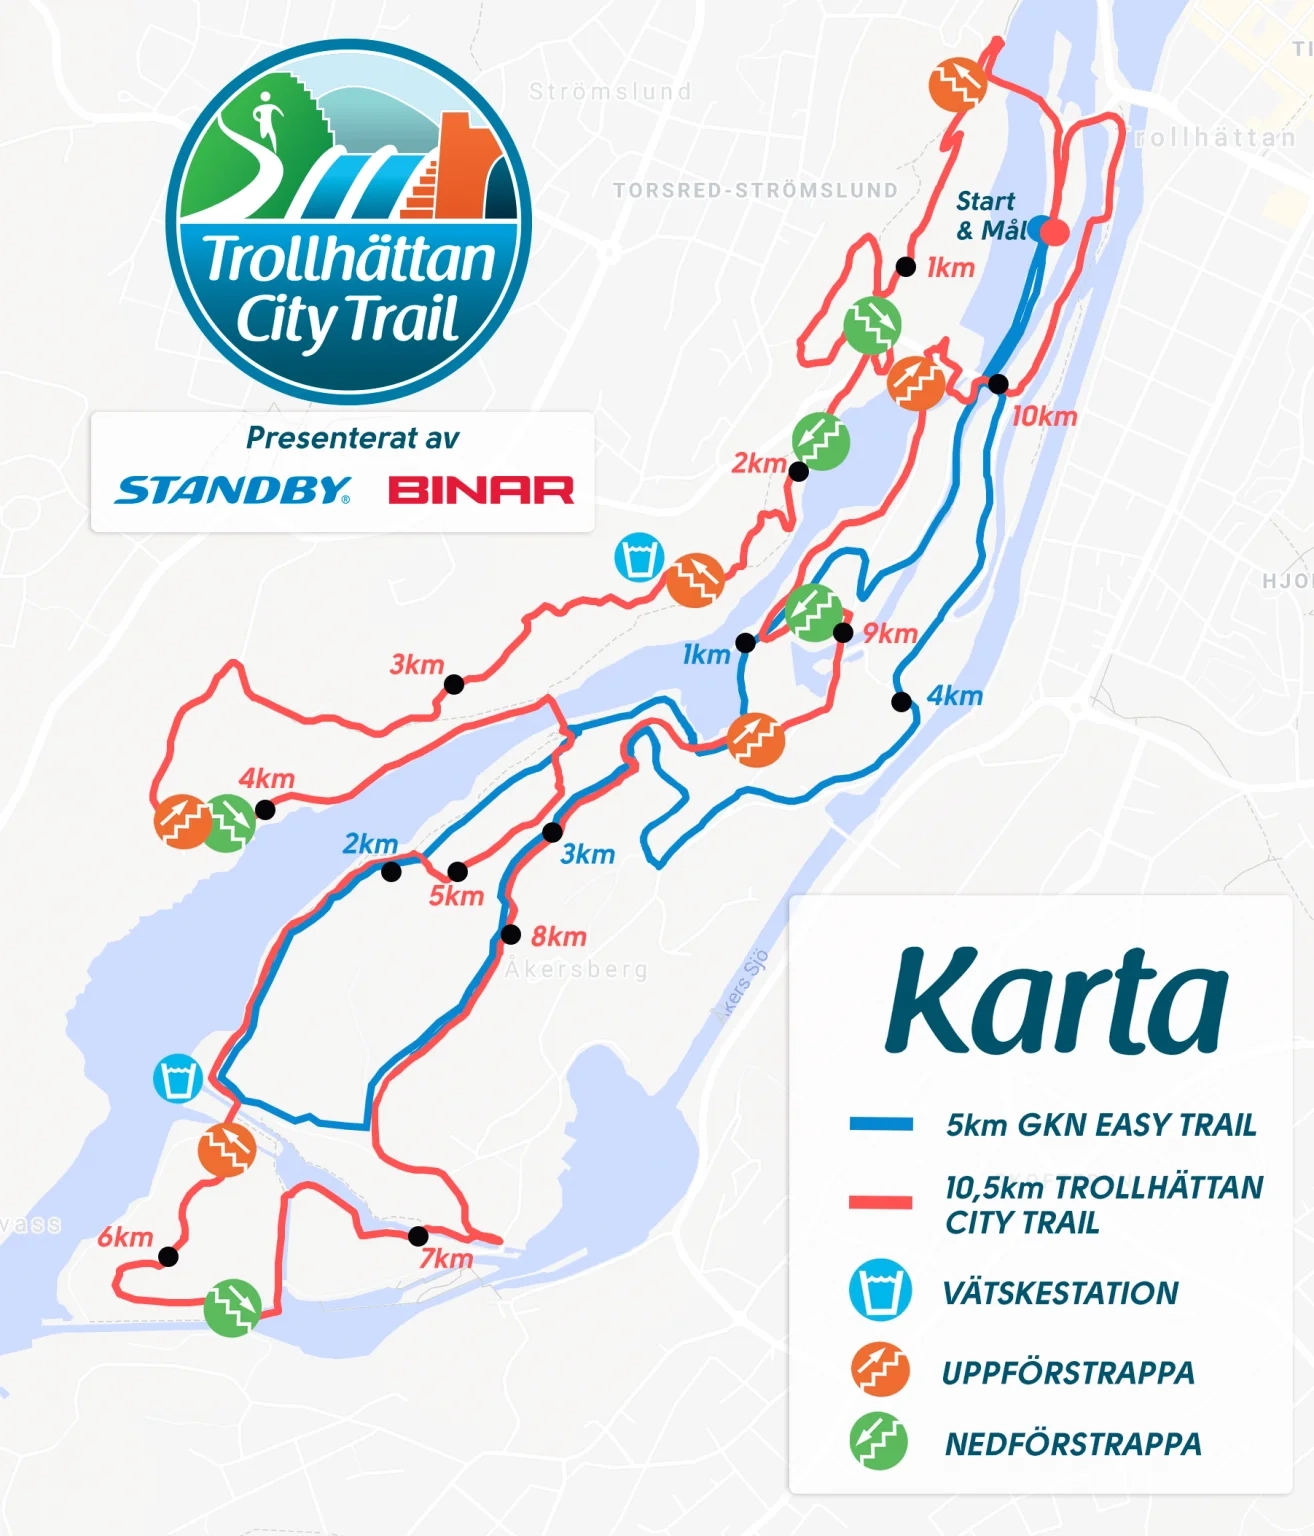 Strömslund
TI
Trollhättan
TORSRED-STRÖMSLUND
Start
& Mål
1km
10km
Trollhättan
City Trail
Presenterat av
STANDBY®
BINAR
2km
HJO
1km
9km
3km
4km
4km
2km
3km
5km
8km
Åkersberg
Åkers Sjö
vass
6km
7km
Karta
5km GKN EASY TRAIL
10,5km TROLLHÄTTAN
CITY TRAIL
VÄTSKESTATION
UPPFÖRSTRAPPA
NEDFÖRSTRAPPA